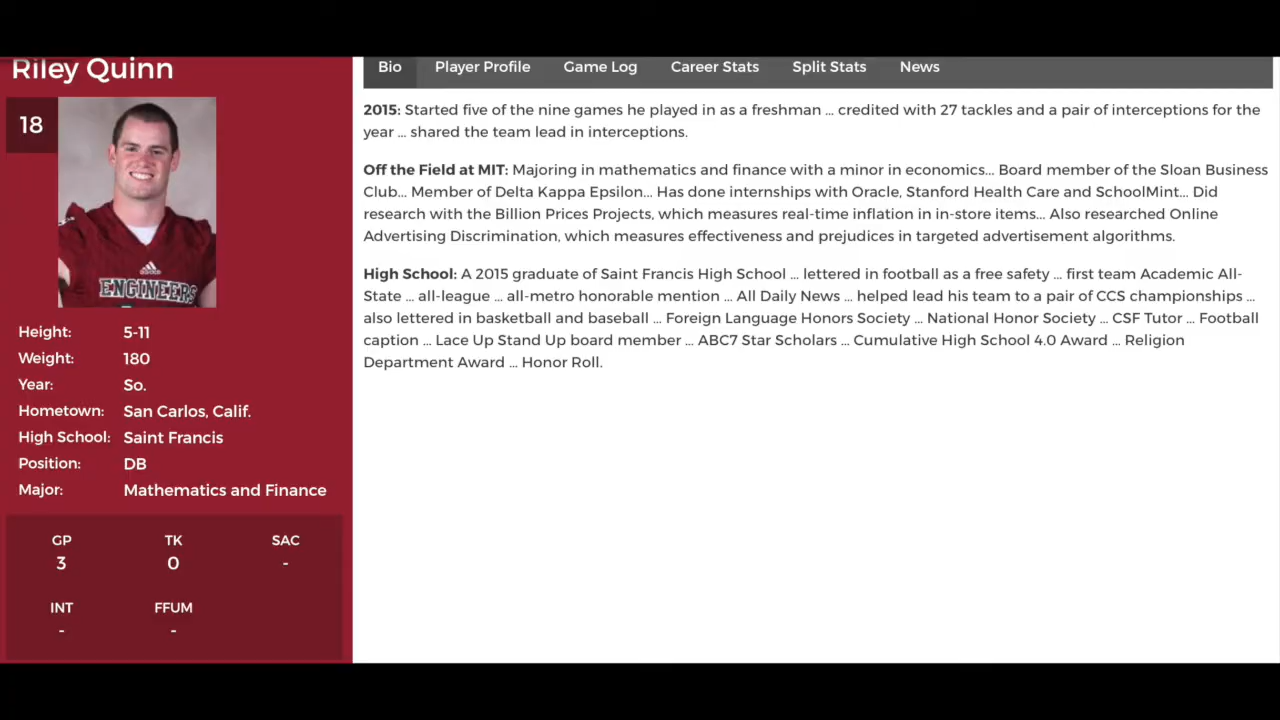 Riley Quinn
18
ENGINEERS
Height: 5-11
Weight: 180
Year: So.
Hometown: San Carlos, Calif.
High School: Saint Francis
Position: DB
Major: Mathematics and Finance
GP TK SAC
3 0 -
INT FFUM
- -
Bio Player Profile Game Log Career Stats Split Stats News
2015: Started five of the nine games he played in as a freshman ... credited with 27 tackles and a pair of interceptions for the
year ... shared the team lead in interceptions.
Off the Field at MIT: Majoring in mathematics and finance with a minor in economics... Board member of the Sloan Business
Club... Member of Delta Kappa Epsilon... Has done internships with Oracle, Stanford Health Care and SchoolMint... Did
research with the Billion Prices Projects, which measures real-time inflation in in-store items... Also researched Online
Advertising Discrimination, which measures effectiveness and prejudices in targeted advertisement algorithms.
High School: A 2015 graduate of Saint Francis High School ... lettered in football as a free safety ... first team Academic All-
State ... all-league ... all-metro honorable mention ... All Daily News ... helped lead his team to a pair of CCS championships ...
also lettered in basketball and baseball ... Foreign Language Honors Society ... National Honor Society ... CSF Tutor ... Football
caption ... Lace Up Stand Up board member ... ABC7 Star Scholars ... Cumulative High School 4.0 Award ... Religion
Department Award ... Honor Roll.